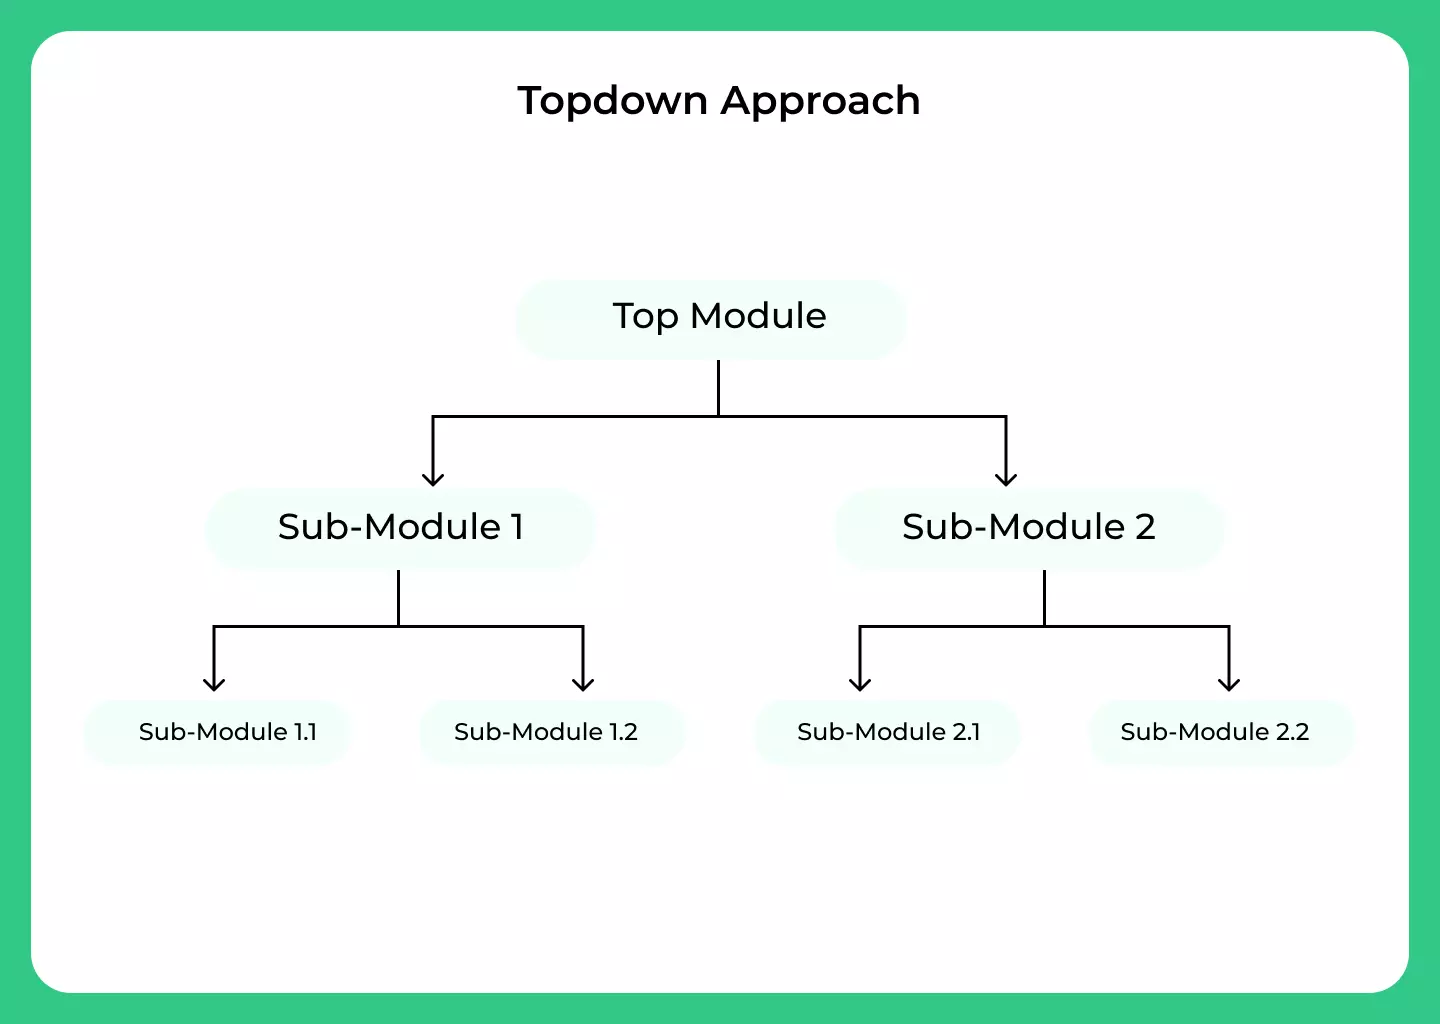 Topdown Approach
Top Module
Sub-Module 1
Sub-Module 2
Sub-Module 1.1
Sub-Module 1.2
Sub-Module 2.1
Sub-Module 2.2